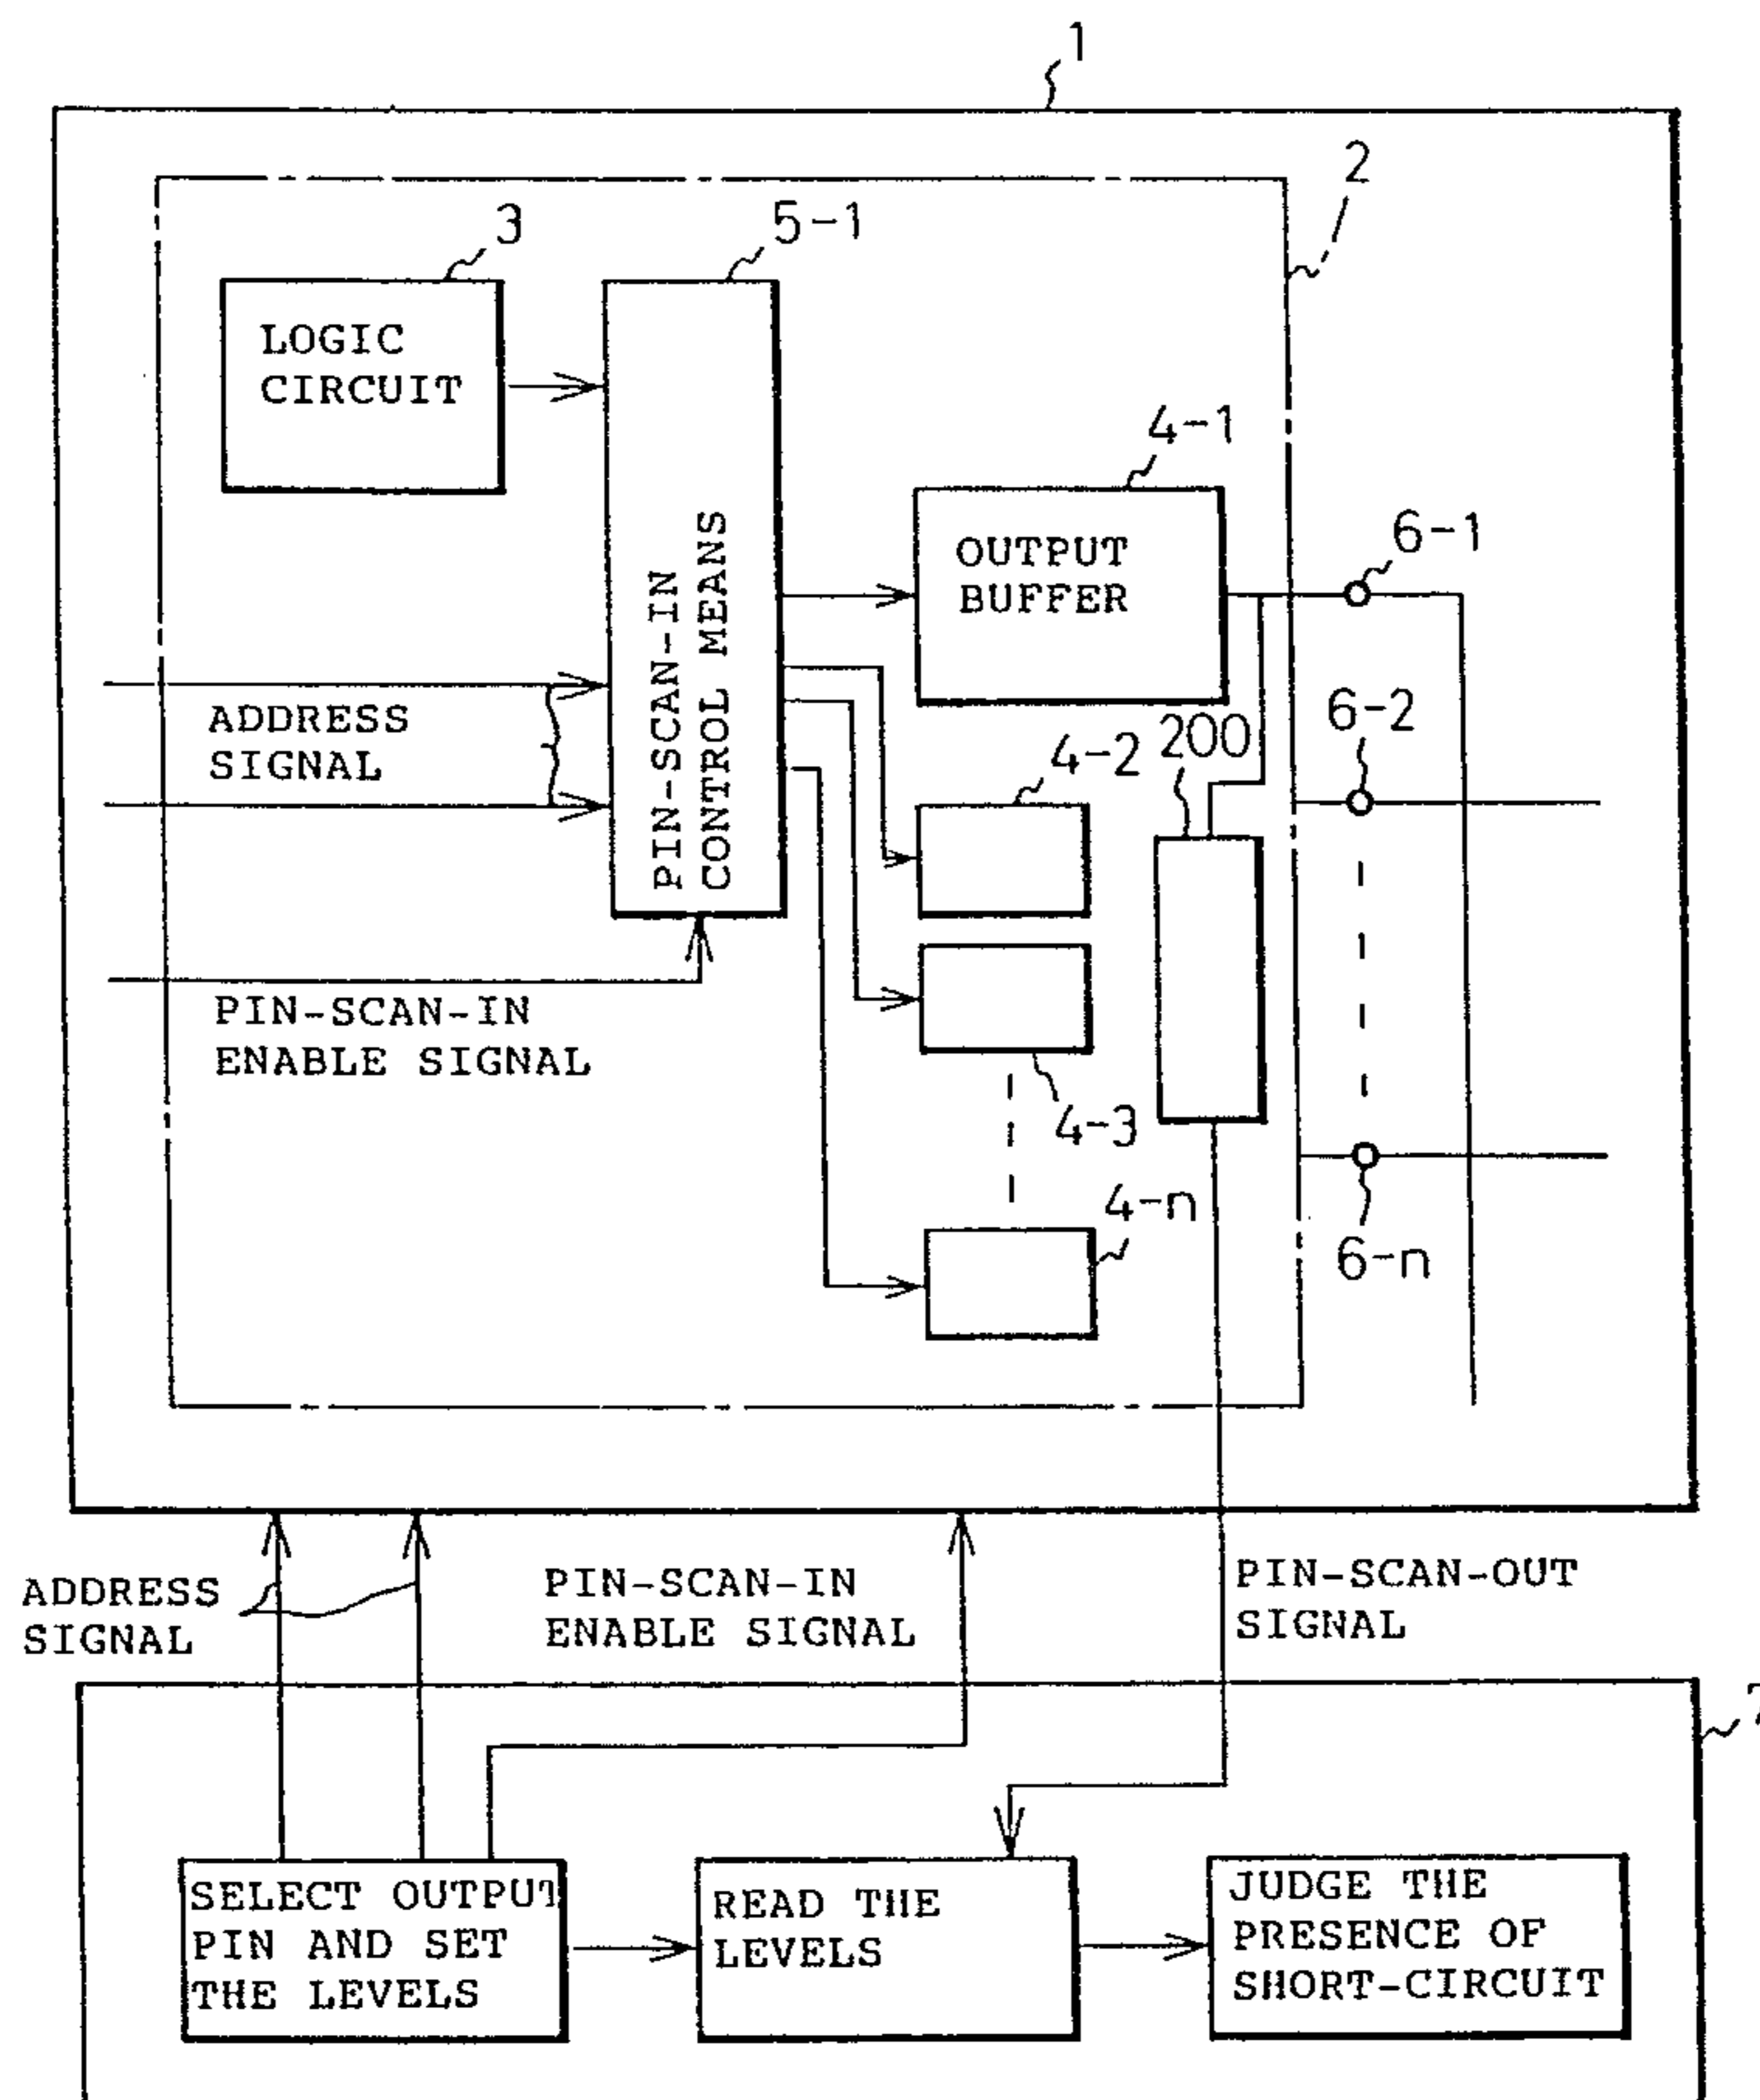 1
2
3
5-1
LOGIC
CIRCUIT
4-1
OUTPUT
BUFFER
6-1
PIN-SCAN-IN
CONTROL MEANS
ADDRESS
SIGNAL
6-2
4-2
200
PIN-SCAN-IN
ENABLE SIGNAL
4-3
4-n
6-n
ADDRESS
SIGNAL
PIN-SCAN-IN
ENABLE SIGNAL
PIN-SCAN-OUT
SIGNAL
7
SELECT OUTPUT
PIN AND SET
THE LEVELS
READ THE
LEVELS
JUDGE THE
PRESENCE OF
SHORT-CIRCUIT